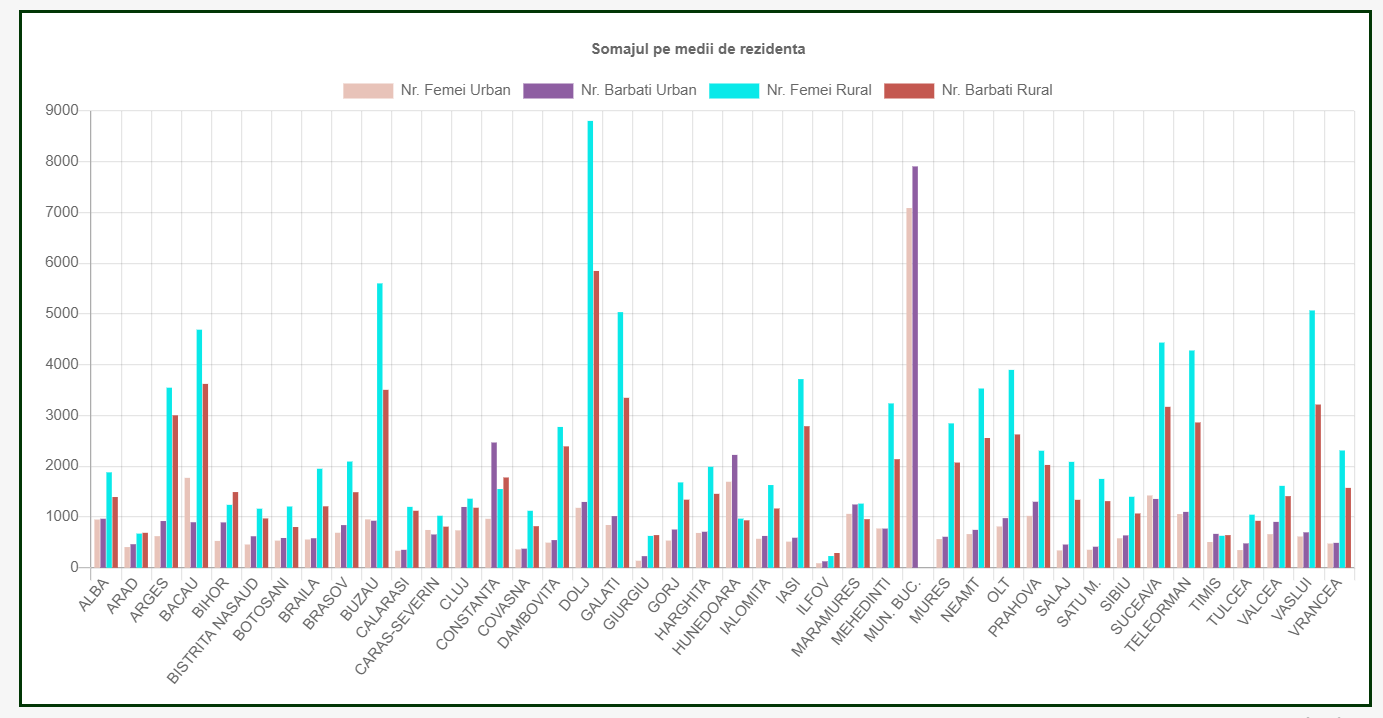 Somajul pe medii de rezidenta
Nr. Femei Urban Nr. Barbati Urban Nr. Femei Rural Nr. Barbati Rural
9000
8000
7000
6000
5000
4000
3000
2000
1000
0
ALBA
ARAD
ARGES
BACAU
BIHOR
BISTRITA NASAUD
BOTOSANI
BRAILA
BRASOV
BUZAU
CALARASI
CARAS-SEVERIN
CLUJ
CONSTANTA
COVASNA
DAMBOVITA
DOLJ
GALATI
GIURGIU
GORJ
HARGHITA
HUNEDOARA
IALOMITA
IASI
ILFOV
MARAMURES
MEHEDINTI
MUN. BUC.
MURES
NEAMT
OLT
PRAHOVA
SALAJ
SATU M.
SIBIU
SUCEAVA
TELEORMAN
TIMIS
TULCEA
VALCEA
VASLUI
VRANCEA